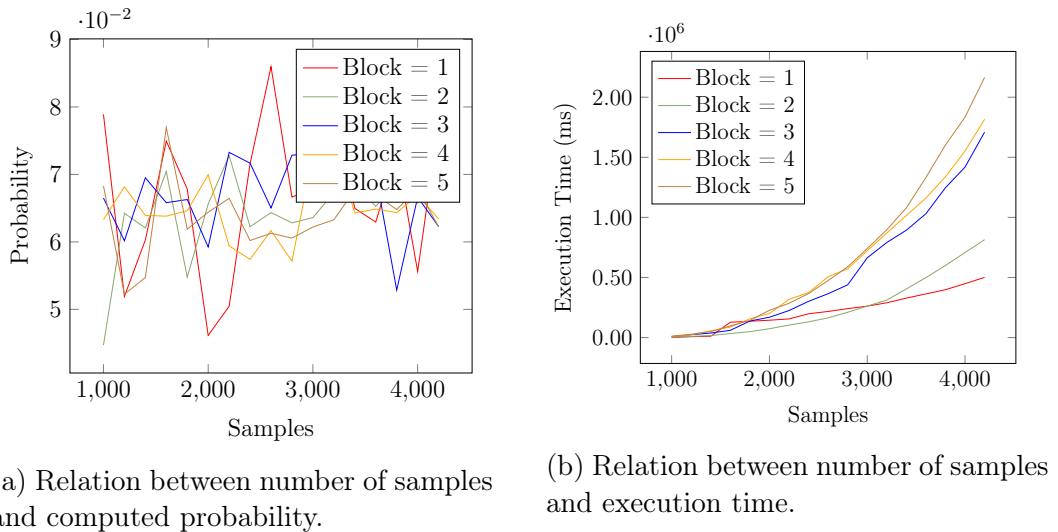 ·10⁻²
9
8
7
6
5
Probability
1,000
2,000
3,000
4,000
Samples
Block = 1
Block = 2
Block = 3
Block = 4
Block = 5
a) Relation between number of samples
and computed probability.
·10⁶
2.00
1.50
1.00
0.50
0.00
Execution Time (ms)
1,000
2,000
3,000
4,000
Samples
Block = 1
Block = 2
Block = 3
Block = 4
Block = 5
(b) Relation between number of samples
and execution time.